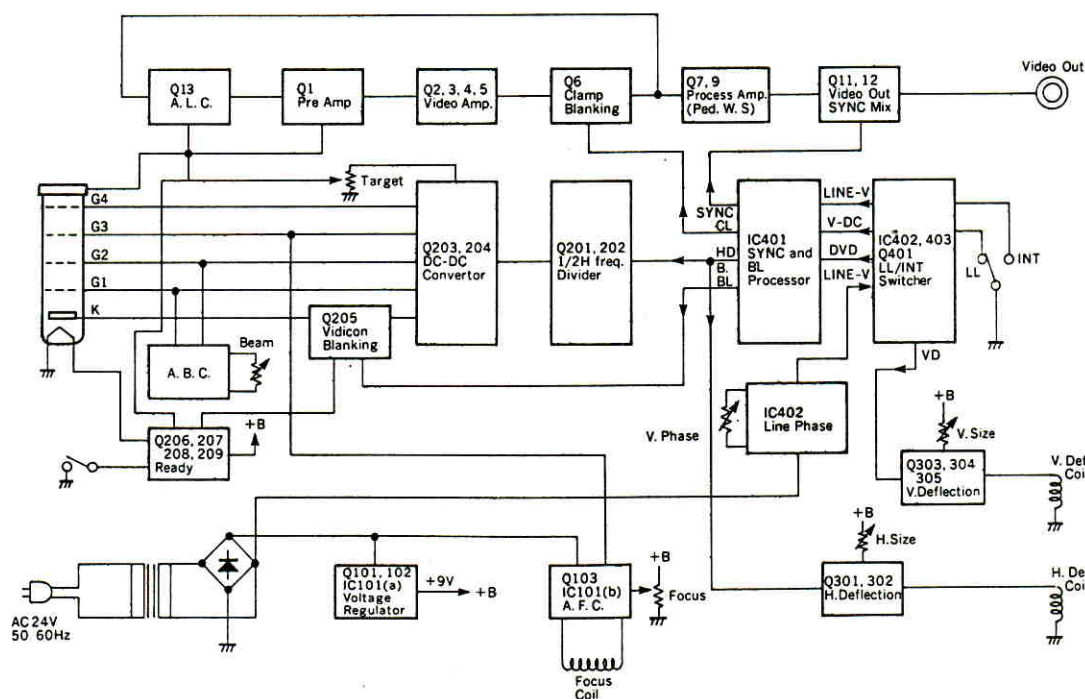 Q13
A. L. C.
Q1
Pre Amp
Q2, 3, 4, 5
Video Amp.
Q6
Clamp
Blanking
Q7, 9
Process Amp.
(Ped. W. S)
Q11, 12
Video Out
SYNC Mix
Video Out
Target
G4
G3
G2
G1
K
Q203, 204
DC-DC
Convertor
Q201, 202
1/2H freq.
Divider
SYNC
CL
HD
B.
BL
IC401
SYNC and
BL
Processor
LINE-V
V-DC
DVD
LINE-V
IC402, 403
Q401
LL/INT
Switcher
LL
INT
VD
Q205
Vidicon
Blanking
A. B. C.
Beam
Q206, 207
208, 209
Ready
+B
V. Phase
IC402
Line Phase
+B
V. Size
Q303, 304
305
V. Deflection
V. Def
Coi
+B
H. Size
Q301, 302
H. Deflection
H. De
Coi
AC 24V
50 60Hz
Q101, 102
IC101(a)
Voltage
Regulator
+9V
+B
Q103
IC101(b)
A. F. C.
+B
Focus
Focus
Coil